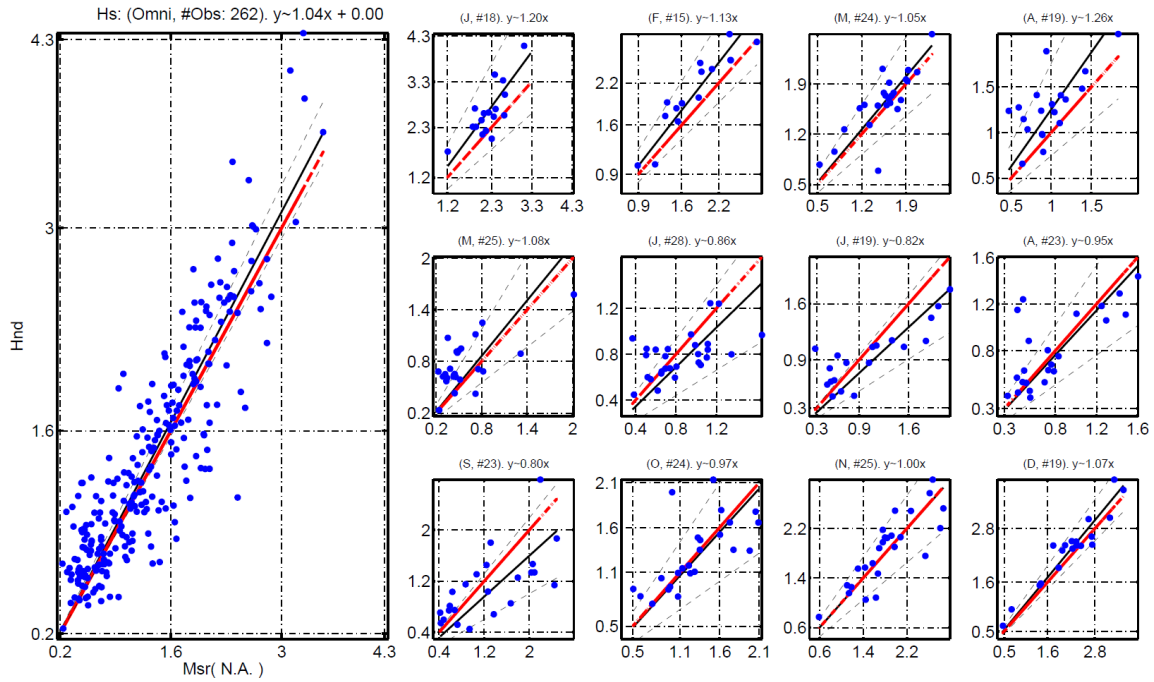 Hs: (Omni, #Obs: 262). y~1.04x + 0.00
4.3
3
1.6
0.2
0.2 1.6 3 4.3
Hnd
Msr( N.A. )
(J, #18). y~1.20x
4.3
3.3
2.3
1.2
1.2 2.3 3.3 4.3
(F, #15). y~1.13x
2.2
1.6
0.9
0.9 1.6 2.2
(M, #24). y~1.05x
1.9
1.2
0.5
0.5 1.2 1.9
(A, #19). y~1.26x
2
1.5
1
0.5
0.5 1 1.5
(M, #25). y~1.08x
2
1.4
0.8
0.2
0.2 0.8 1.4 2
(J, #28). y~0.86x
1.2
0.8
0.4
0.4 0.8 1.2
(J, #19). y~0.82x
1.6
0.9
0.3
0.3 0.9 1.6
(A, #23). y~0.95x
1.6
1.2
0.8
0.3
0.3 0.8 1.2 1.6
(S, #23). y~0.80x
2
1.2
0.4
0.4 1.2 2
(O, #24). y~0.97x
2.1
1.6
1.1
0.5
0.5 1.1 1.6 2.1
(N, #25). y~1.00x
2.2
1.4
0.6
0.6 1.4 2.2
(D, #19). y~1.07x
2.8
1.6
0.5
0.5 1.6 2.8